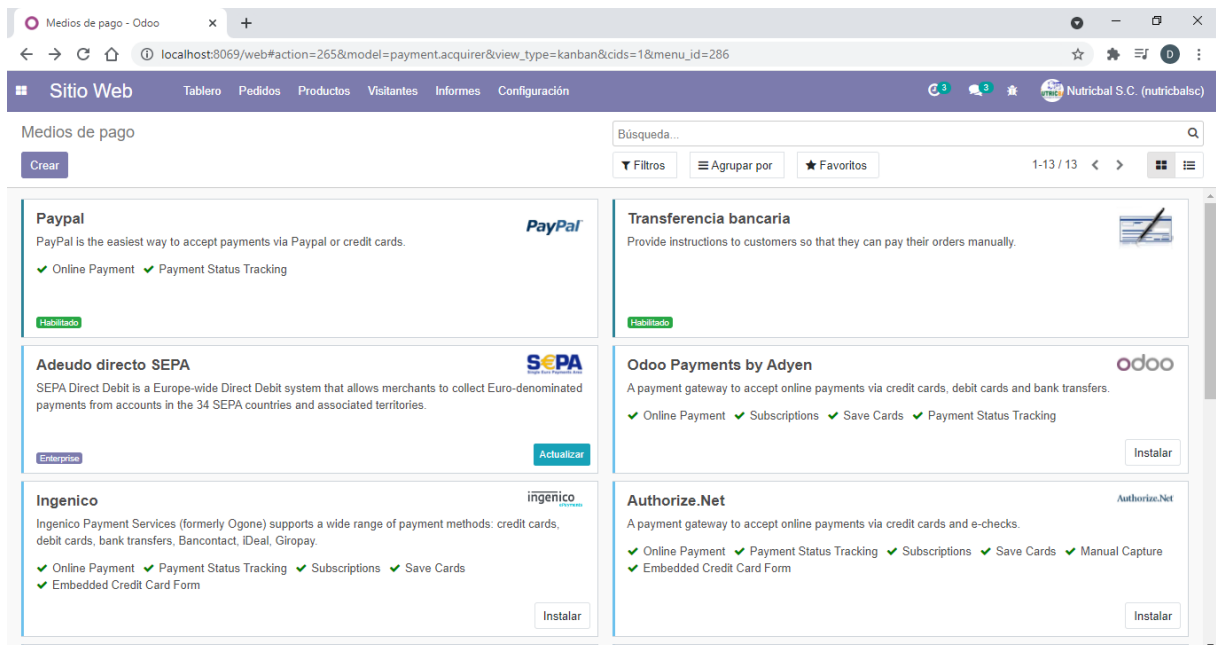 Medios de pago - Odoo
localhost:8069/web#action=265&model=payment.acquirer&view_type=kanban&cids=1&menu_id=286
D
Sitio Web Tablero Pedidos Productos Visitantes Informes Configuración 3 3 Nutricbal S.C. (nutricbalsc)
Medios de pago
Búsqueda...
Crear
Filtros Agrupar por Favoritos 1-13 / 13
Paypal
PayPal
PayPal is the easiest way to accept payments via Paypal or credit cards.
Online Payment Payment Status Tracking
Habilitado
Transferencia bancaria
Provide instructions to customers so that they can pay their orders manually.
Habilitado
Adeudo directo SEPA
S€PA
SEPA Direct Debit is a Europe-wide Direct Debit system that allows merchants to collect Euro-denominated
payments from accounts in the 34 SEPA countries and associated territories.
Enterprise
Actualizar
Odoo Payments by Adyen
odoo
A payment gateway to accept online payments via credit cards, debit cards and bank transfers.
Online Payment Subscriptions Save Cards Payment Status Tracking
Instalar
Ingenico
ingenico
Ingenico Payment Services (formerly Ogone) supports a wide range of payment methods: credit cards,
debit cards, bank transfers, Bancontact, iDeal, Giropay.
Online Payment Payment Status Tracking Subscriptions Save Cards
Embedded Credit Card Form
Instalar
Authorize.Net
Authorize.Net
A payment gateway to accept online payments via credit cards and e-checks.
Online Payment Payment Status Tracking Subscriptions Save Cards Manual Capture
Embedded Credit Card Form
Instalar